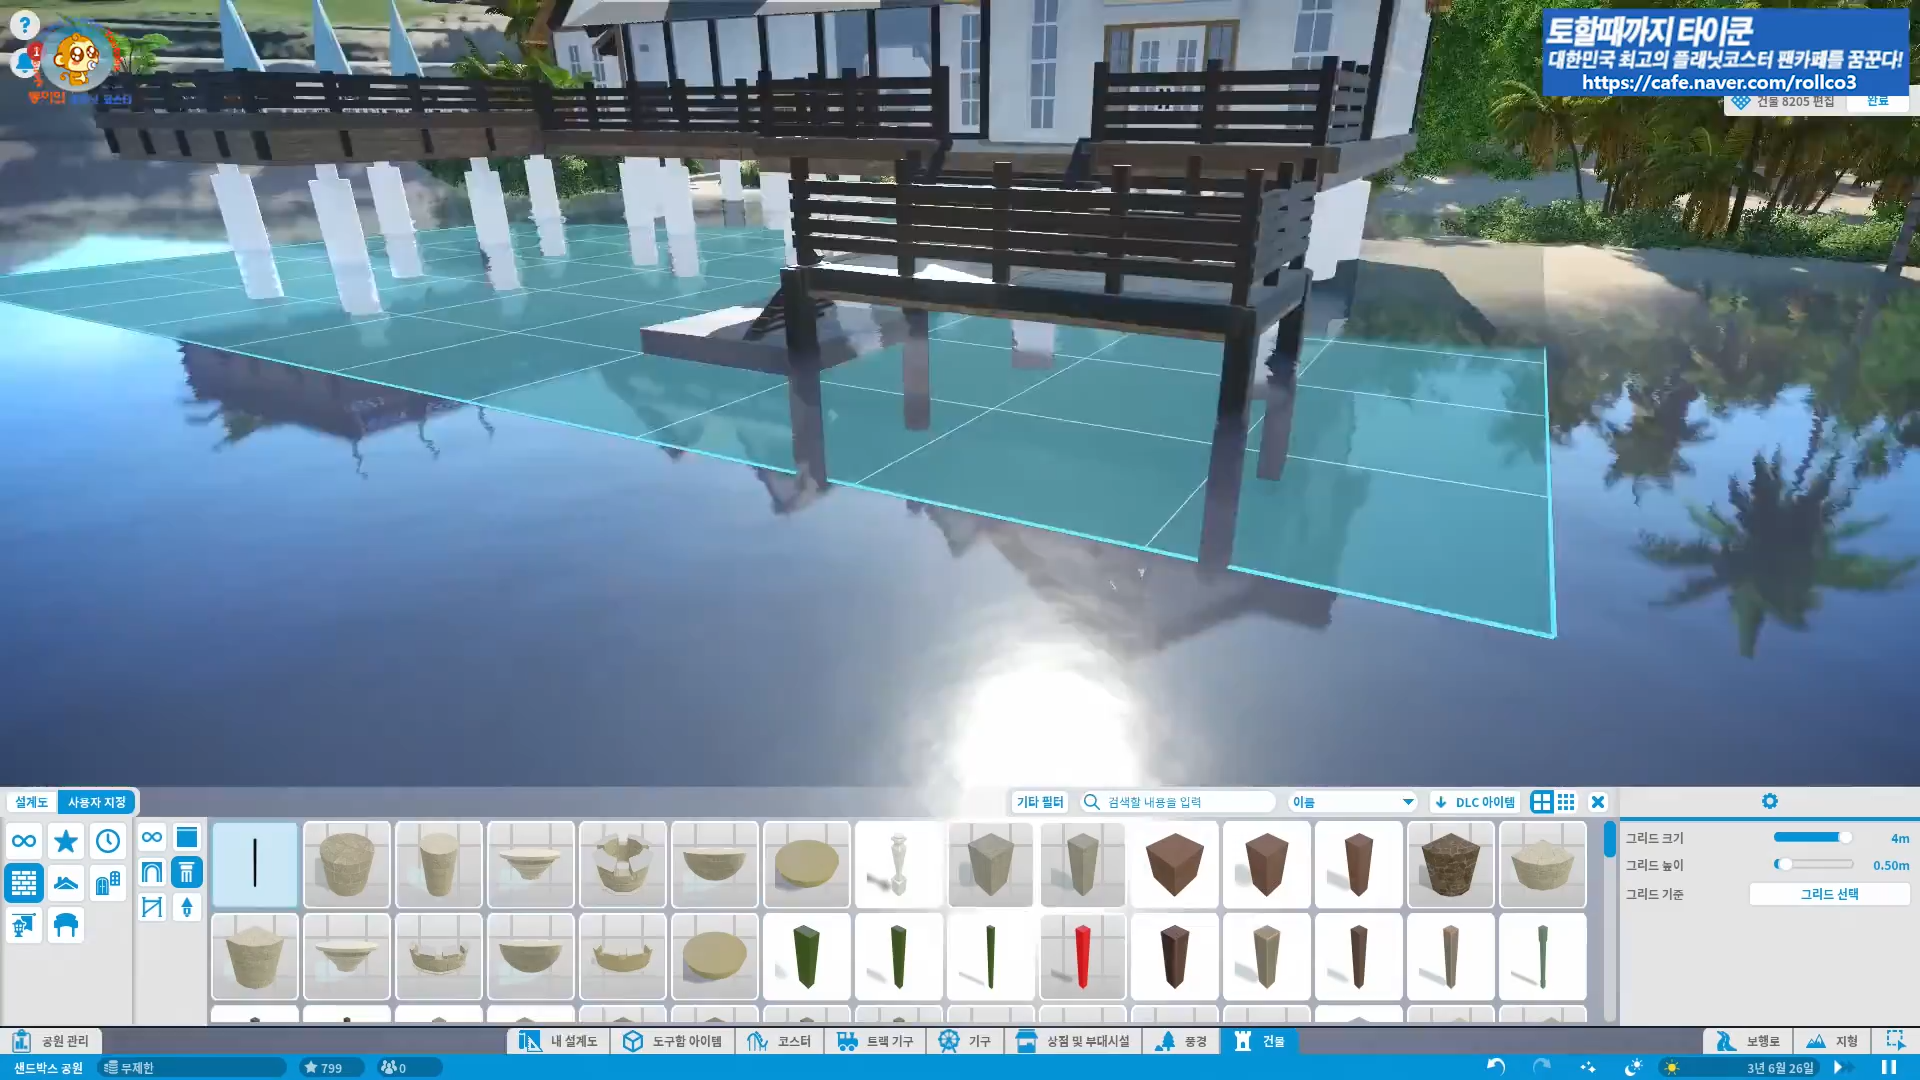 ?
1
토할때까지 타이쿤
대한민국 최고의 플래닛코스터 팬카페를 꿈꾼다!
https://cafe.naver.com/rollco3
건물 8205 편집
완료
설계도
사용자 지정
기타 필터
검색할 내용을 입력
이름
DLC 아이템
그리드 크기
4m
그리드 높이
0.50m
그리드 기준
그리드 선택
공원 관리
내 설계도
도구함 아이템
코스터
트랙 기구
기구
상점 및 부대시설
풍경
건물
보행로
지형
샌드박스 공원
무제한
799
0
3년 6월 26일